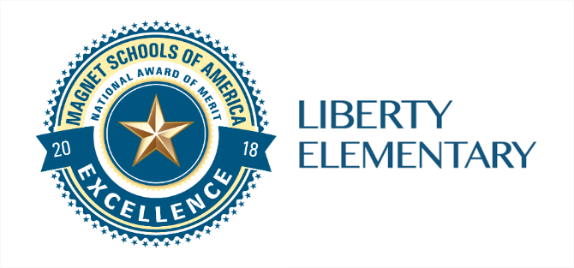 MAGNET SCHOOLS OF AMERICA
NATIONAL AWARD OF MERIT
20 18
EXCELLENCE
LIBERTY
ELEMENTARY